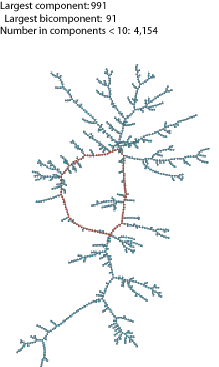 Largest component: 991
Largest bicomponent: 91
Number in components < 10: 4,154